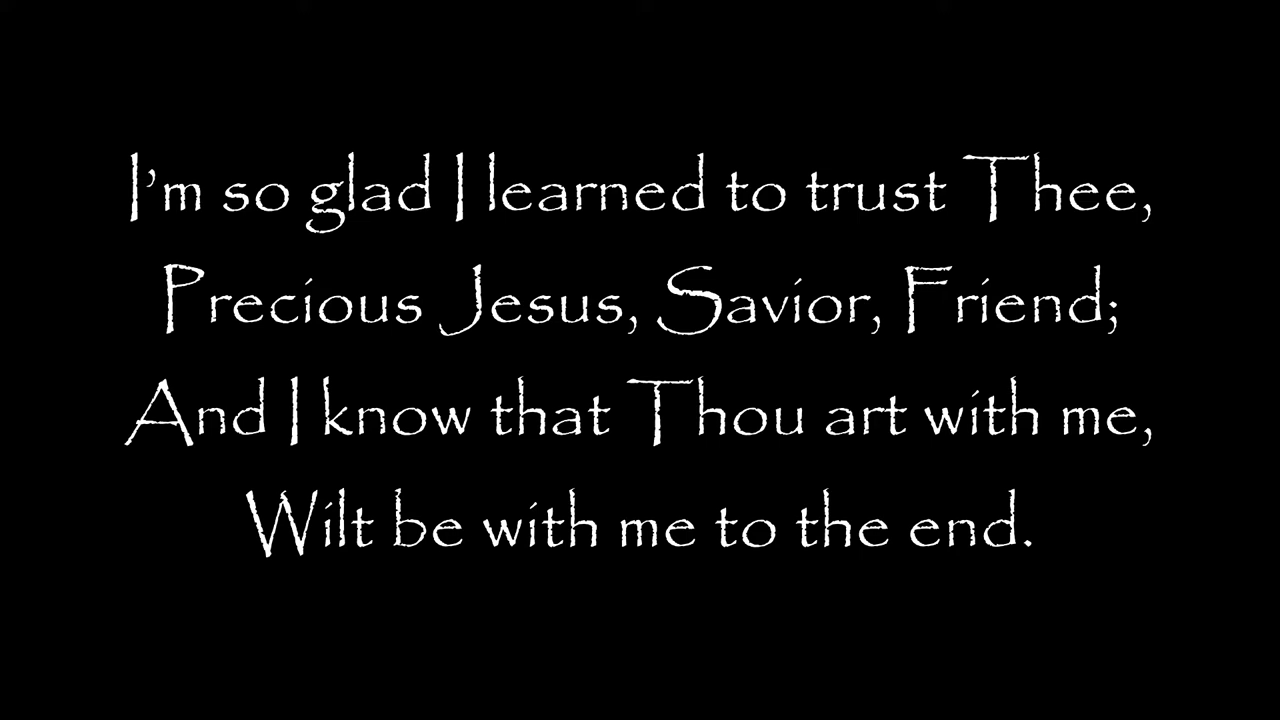 I'm so glad I learned to trust Thee,
Precious Jesus, Savior, Friend;
And I know that Thou art with me,
Wilt be with me to the end.